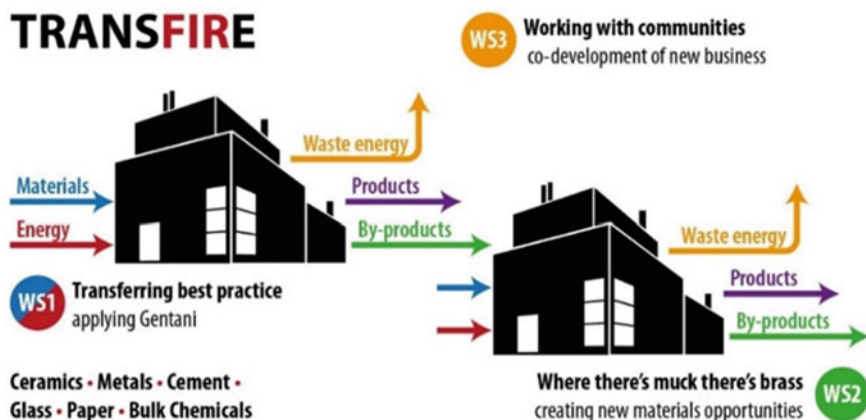 TRANSFIRE
WS3
Working with communities
co-development of new business
Waste energy
Materials
Products
Energy
By-products
Waste energy
WS1
Transferring best practice
applying Gentani
Products
By-products
Ceramics • Metals • Cement •
Glass • Paper • Bulk Chemicals
Where there's muck there's brass
creating new materials opportunities
WS2